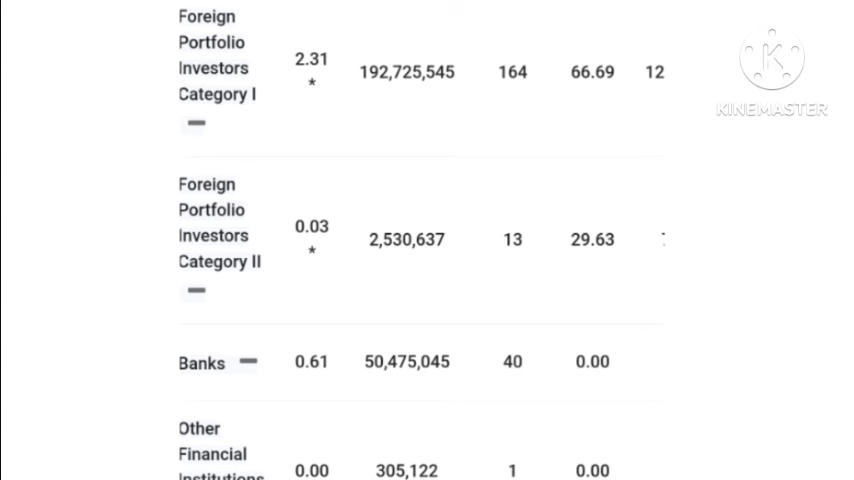 Foreign
Portfolio
Investors
Category I
2.31
*
192,725,545
164
66.69
12
KINEMASTER
Foreign
Portfolio
Investors
Category II
0.03
*
2,530,637
13
29.63
Banks
0.61
50,475,045
40
0.00
Other
Financial
Institutions
0.00
305,122
1
0.00